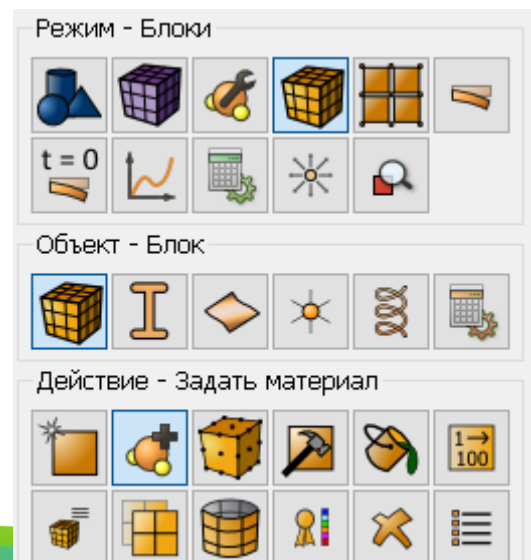 Режим - Блоки
t = 0
Объект - Блок
Действие - Задать материал
1→
100